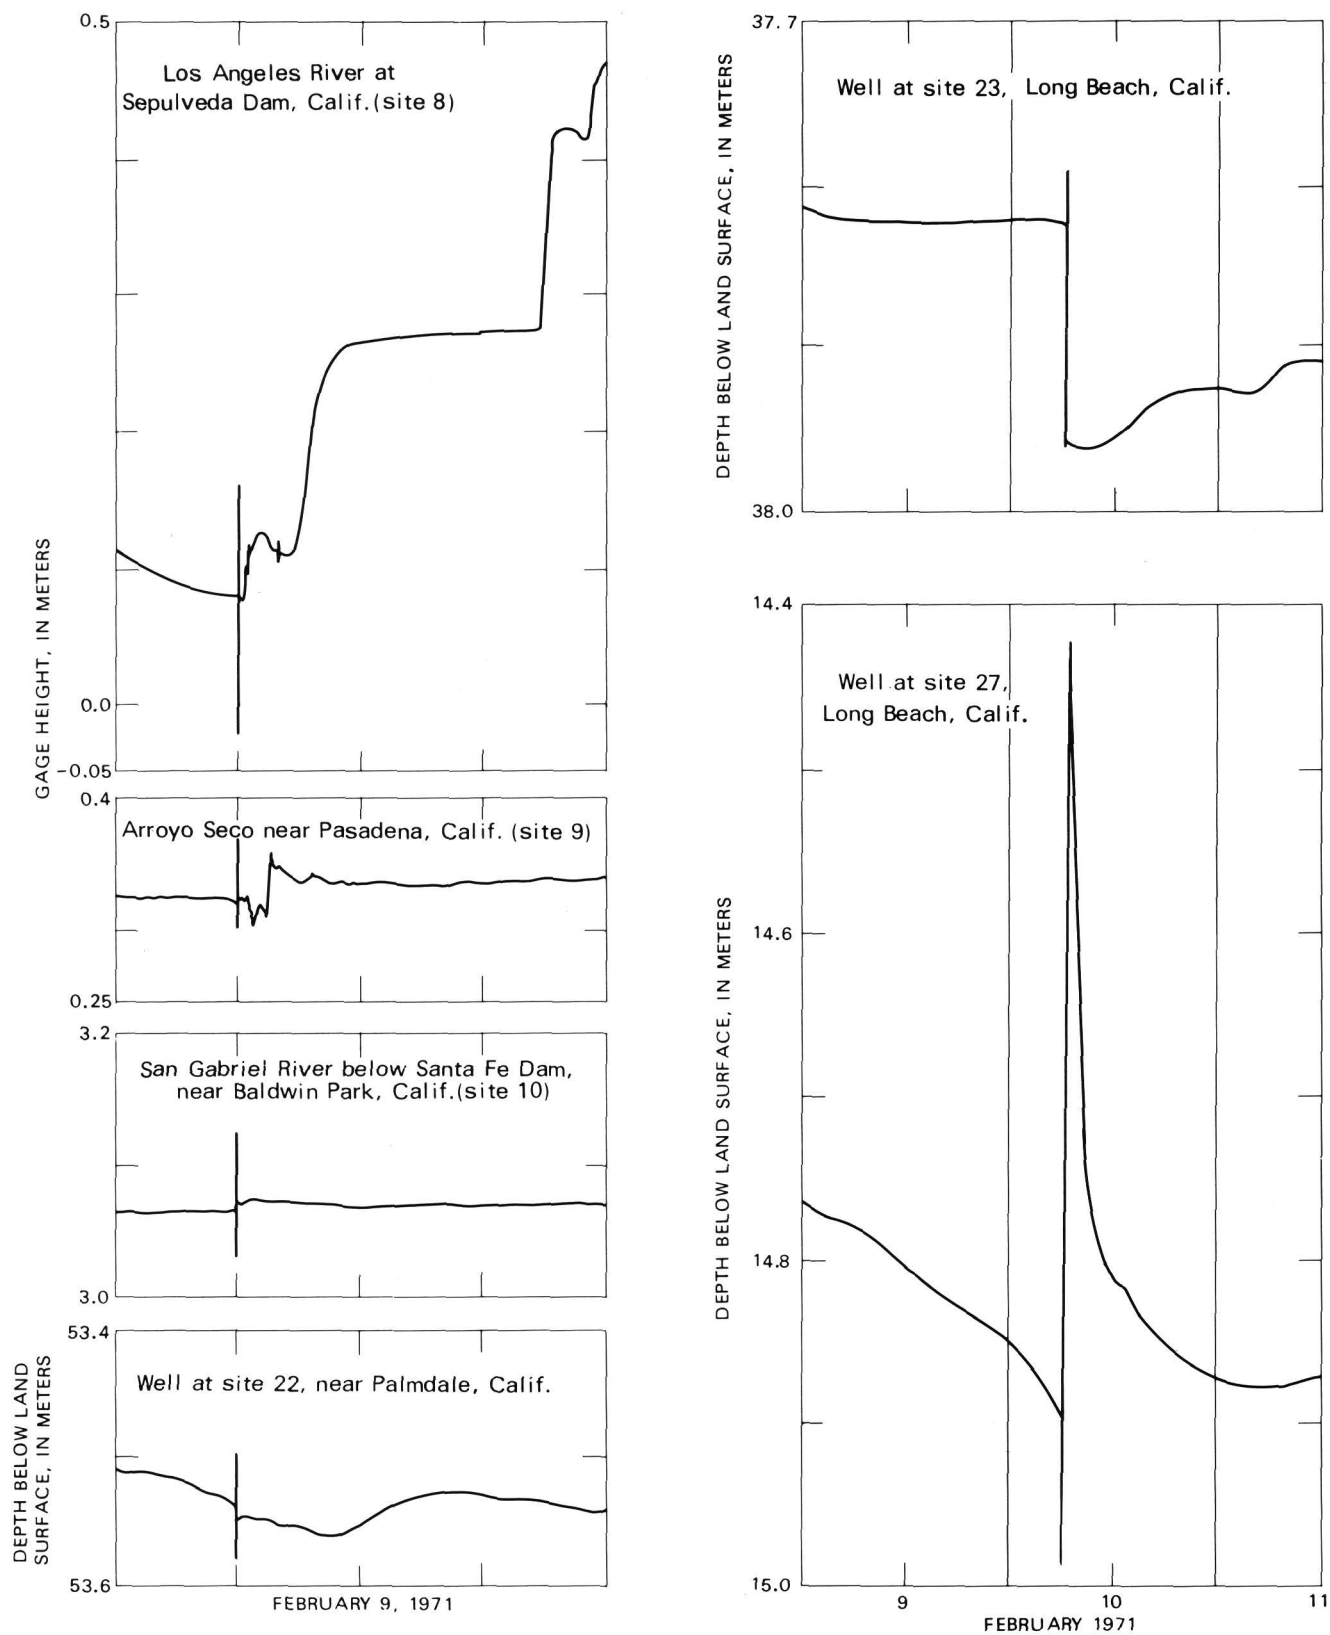 0.5
Los Angeles River at
Sepulveda Dam, Calif. (site 8)
GAGE HEIGHT, IN METERS
0.0
-0.05
0.4
Arroyo Seco near Pasadena, Calif. (site 9)
0.25
3.2
San Gabriel River below Santa Fe Dam,
near Baldwin Park, Calif. (site 10)
3.0
53.4
Well at site 22, near Palmdale, Calif.
DEPTH BELOW LAND
SURFACE, IN METERS
53.6
FEBRUARY 9, 1971
37.7
Well at site 23, Long Beach, Calif.
DEPTH BELOW LAND SURFACE, IN METERS
38.0
14.4
Well at site 27,
Long Beach, Calif.
DEPTH BELOW LAND SURFACE, IN METERS
14.6
14.8
15.0
9 10 11
FEBRUARY 1971